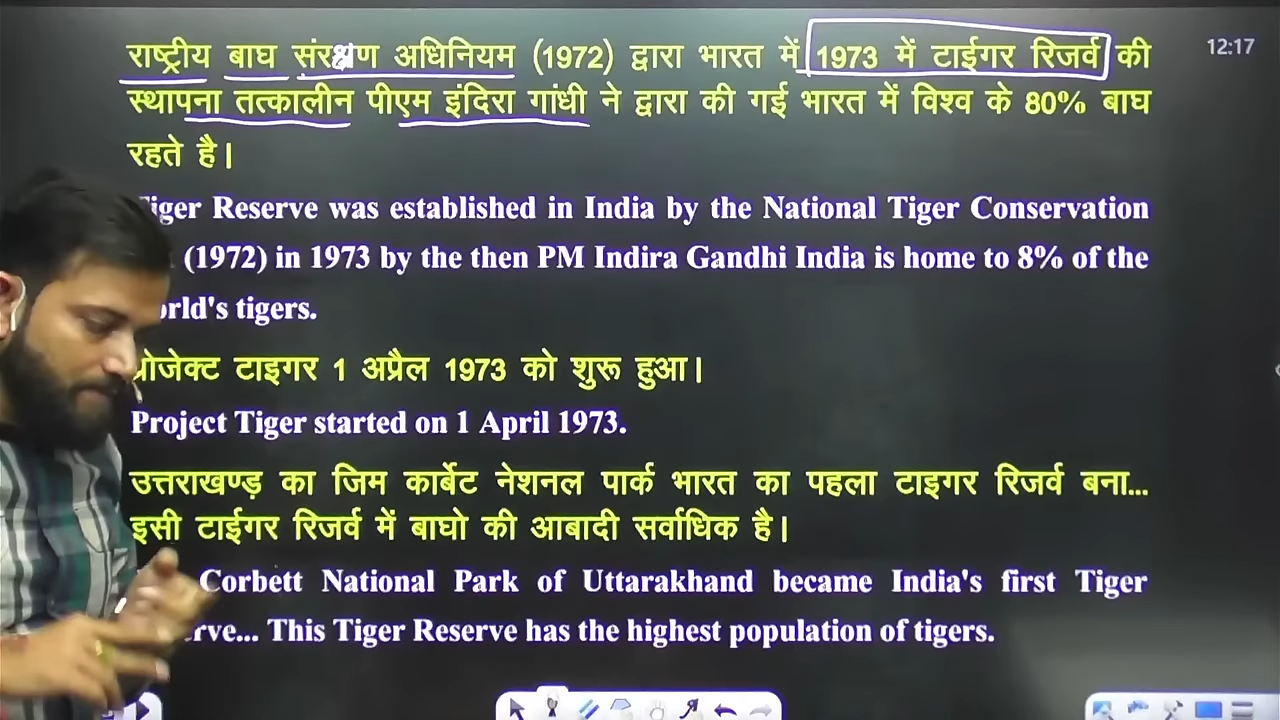 राष्ट्रीय बाघ संरक्षण अधिनियम (1972) द्वारा भारत में 1973 में टाईगर रिजर्व की
12:17
स्थापना तत्कालीन पीएम इंदिरा गांधी ने द्वारा की गई भारत में विश्व के 80% बाघ
रहते है।
Tiger Reserve was established in India by the National Tiger Conservation
(1972) in 1973 by the then PM Indira Gandhi India is home to 8% of the
World's tigers.
प्रोजेक्ट टाइगर 1 अप्रैल 1973 को शुरू हुआ।
Project Tiger started on 1 April 1973.
उत्तराखण्ड़ का जिम कार्बेट नेशनल पार्क भारत का पहला टाइगर रिजर्व बना...
इसी टाईगर रिजर्व में बाघो की आबादी सर्वाधिक है।
Corbett National Park of Uttarakhand became India's first Tiger
Reserve... This Tiger Reserve has the highest population of tigers.